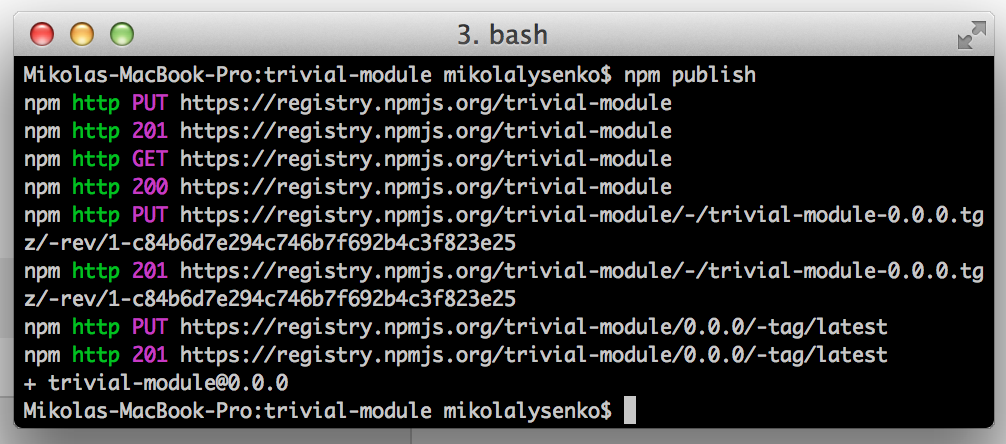 3. bash
Mikolas-MacBook-Pro:trivial-module mikolalysenko$ npm publish
npm http PUT https://registry.npmjs.org/trivial-module
npm http 201 https://registry.npmjs.org/trivial-module
npm http GET https://registry.npmjs.org/trivial-module
npm http 200 https://registry.npmjs.org/trivial-module
npm http PUT https://registry.npmjs.org/trivial-module/-/trivial-module-0.0.0.tg
z/-rev/1-c84b6d7e294c746b7f692b4c3f823e25
npm http 201 https://registry.npmjs.org/trivial-module/-/trivial-module-0.0.0.tg
z/-rev/1-c84b6d7e294c746b7f692b4c3f823e25
npm http PUT https://registry.npmjs.org/trivial-module/0.0.0/-tag/latest
npm http 201 https://registry.npmjs.org/trivial-module/0.0.0/-tag/latest
+ trivial-module@0.0.0
Mikolas-MacBook-Pro:trivial-module mikolalysenko$